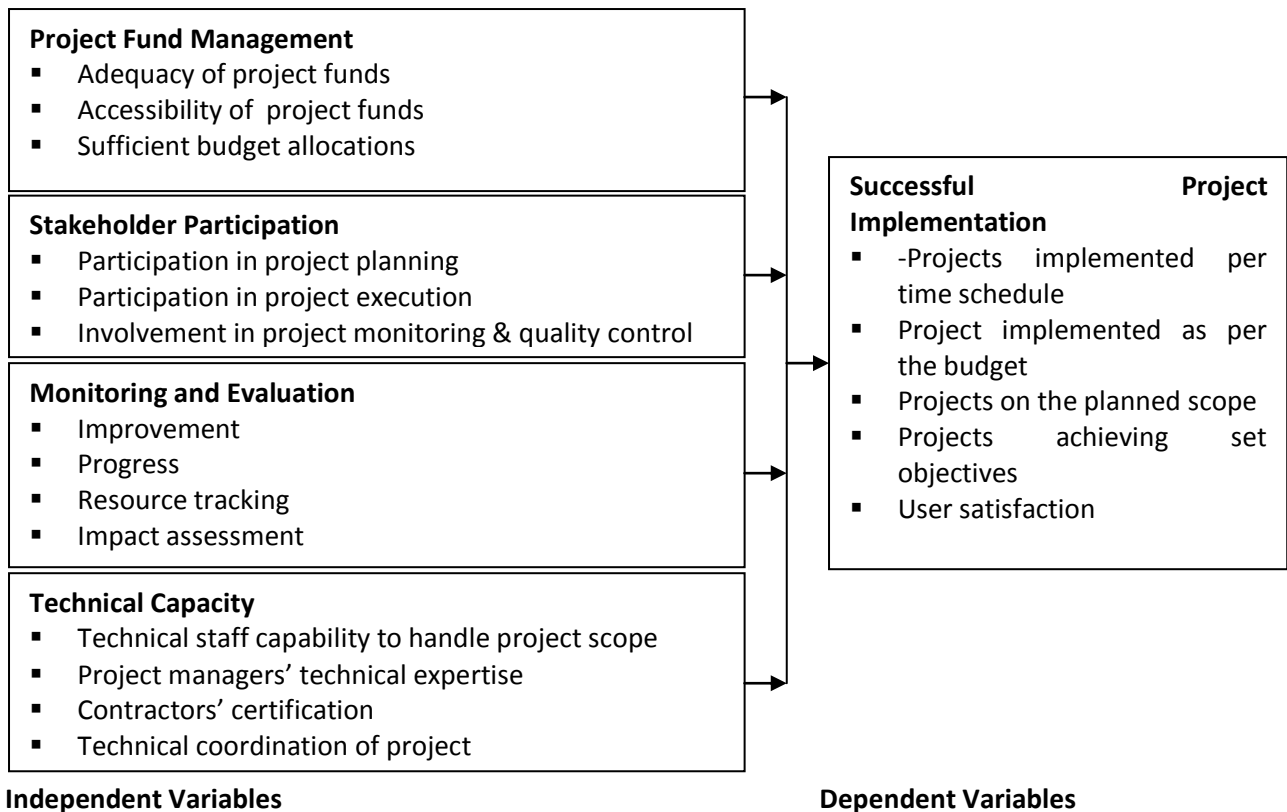 Project Fund Management
▪ Adequacy of project funds
▪ Accessibility of project funds
▪ Sufficient budget allocations
Stakeholder Participation
▪ Participation in project planning
▪ Participation in project execution
▪ Involvement in project monitoring & quality control
Monitoring and Evaluation
▪ Improvement
▪ Progress
▪ Resource tracking
▪ Impact assessment
Technical Capacity
▪ Technical staff capability to handle project scope
▪ Project managers’ technical expertise
▪ Contractors’ certification
▪ Technical coordination of project
Independent Variables
Successful Project
Implementation
▪ -Projects implemented per
time schedule
▪ Project implemented as per
the budget
▪ Projects on the planned scope
▪ Projects achieving set
objectives
▪ User satisfaction
Dependent Variables